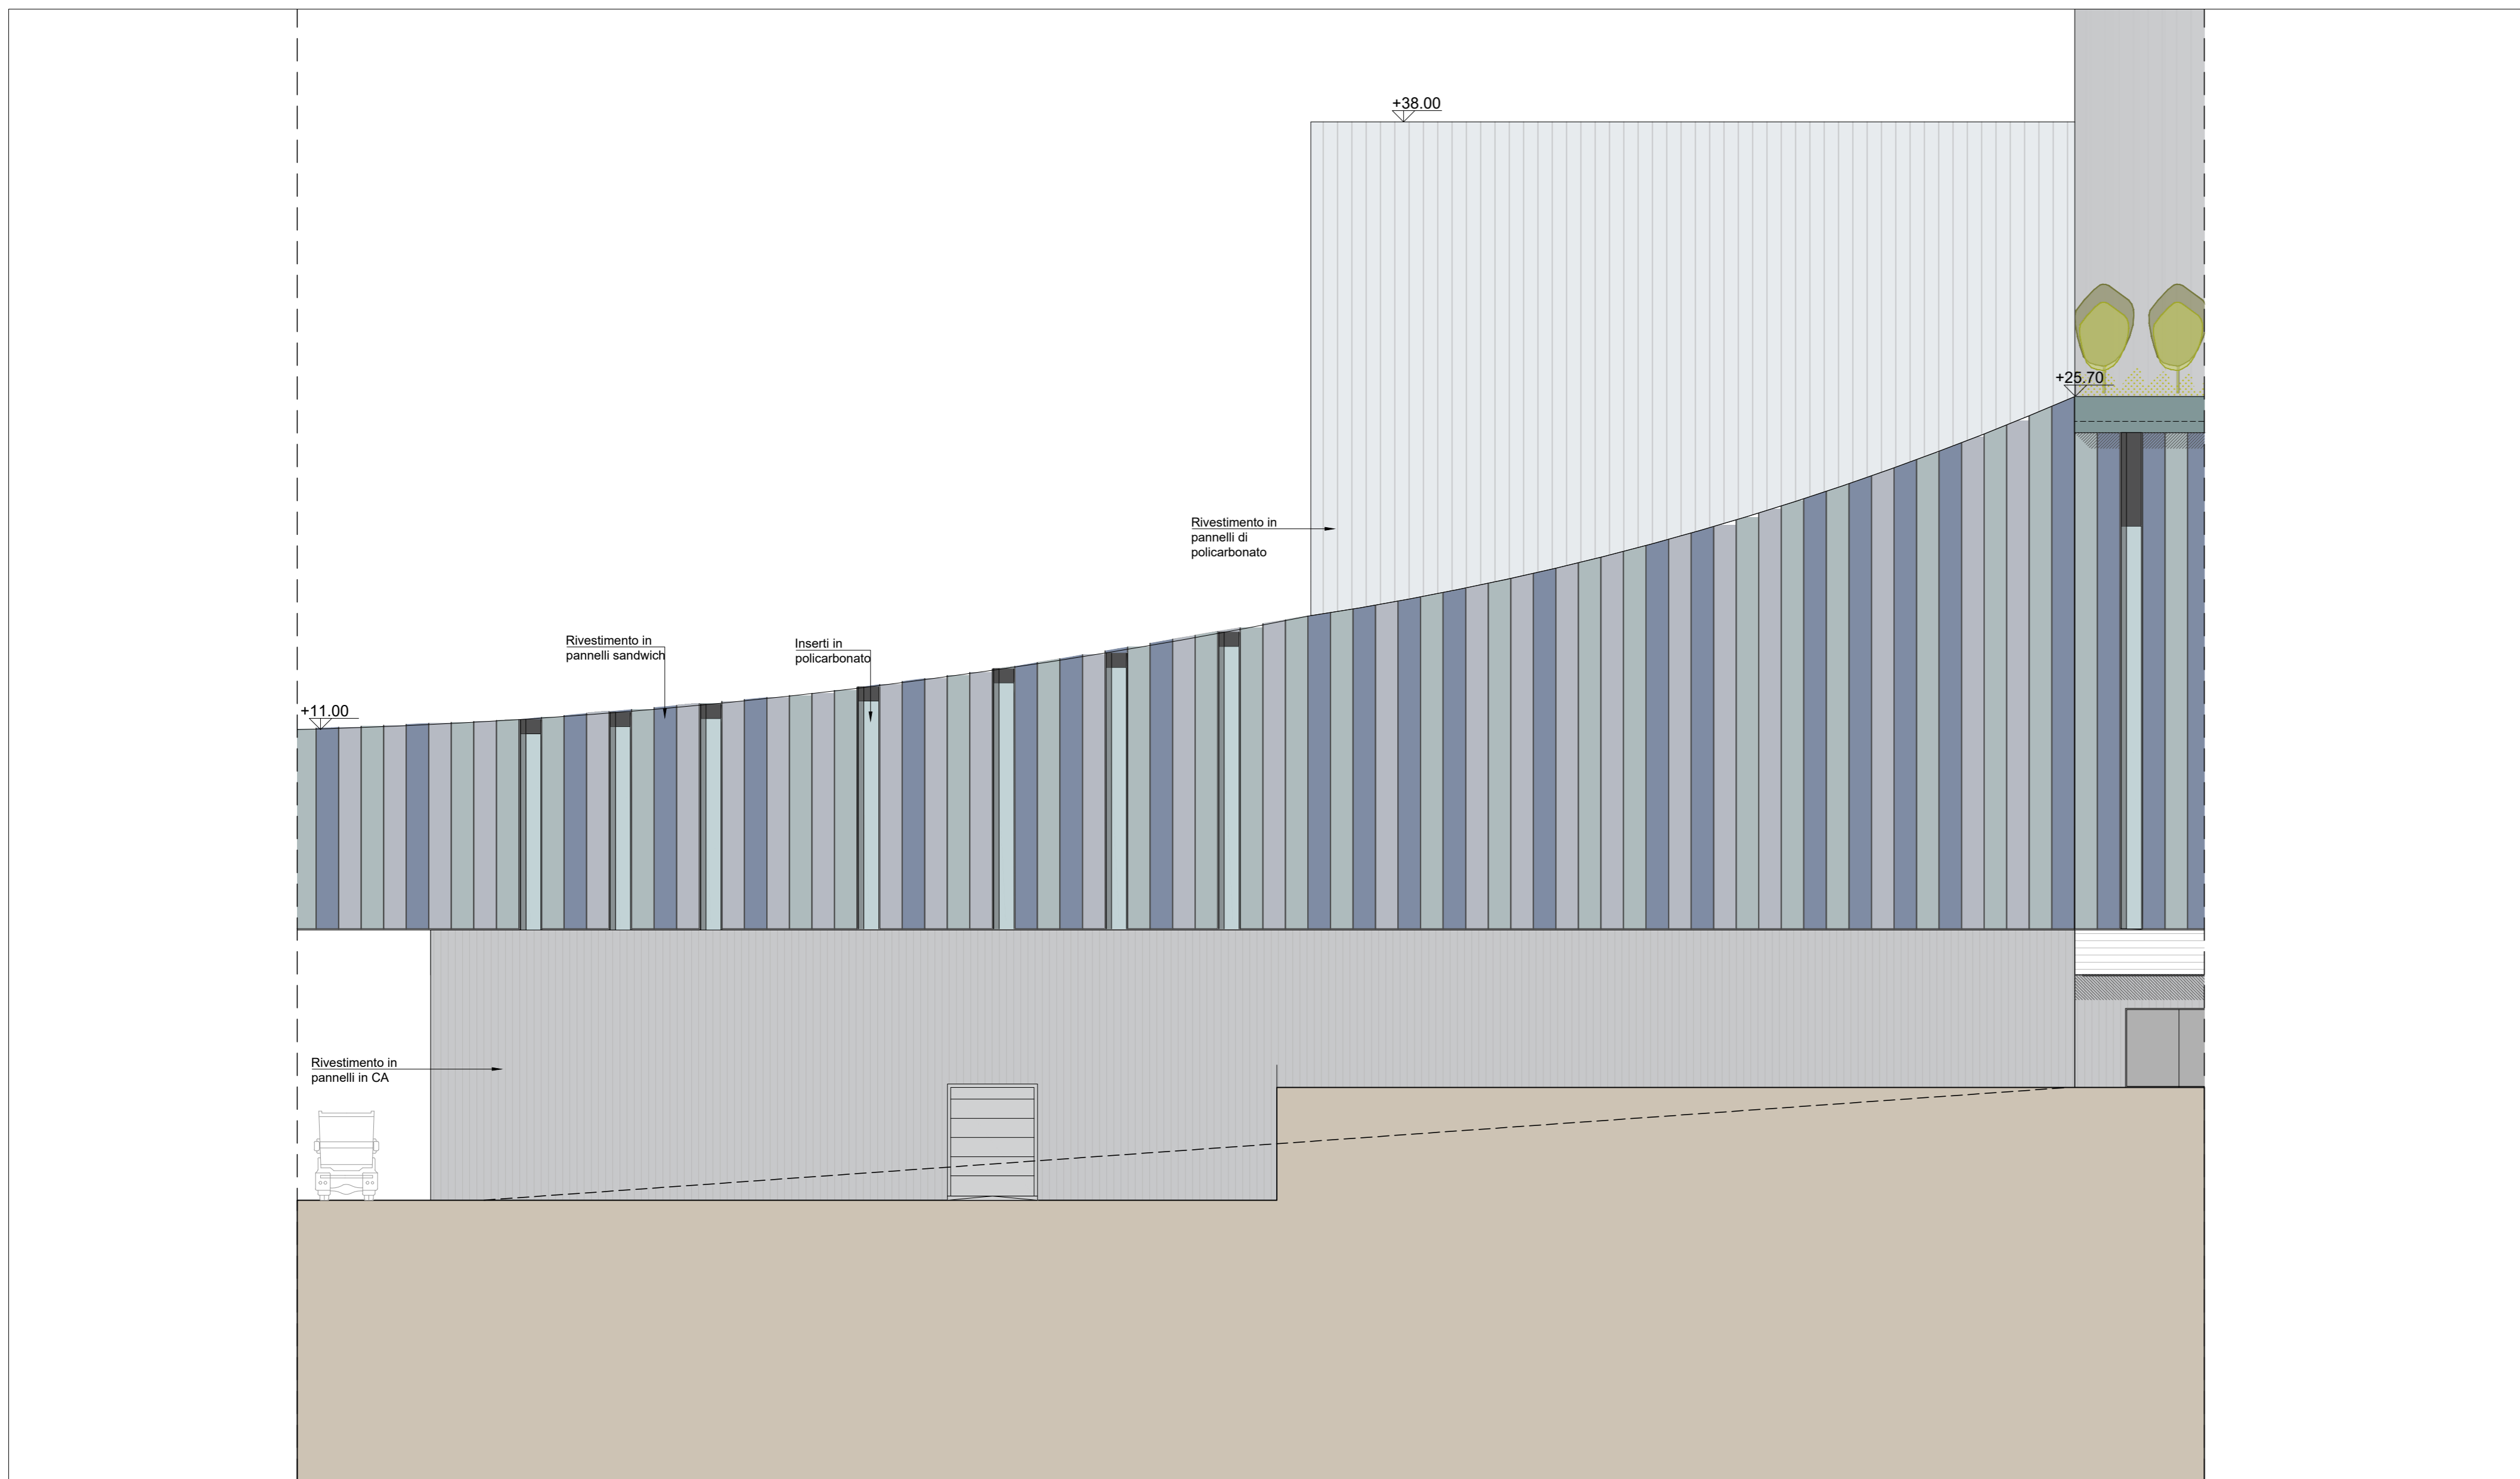 +38.00
+25.70
Rivestimento in
pannelli di
policarbonato
Rivestimento in
pannelli sandwich
Inserti in
policarbonato
+11.00
Rivestimento in
pannelli in CA